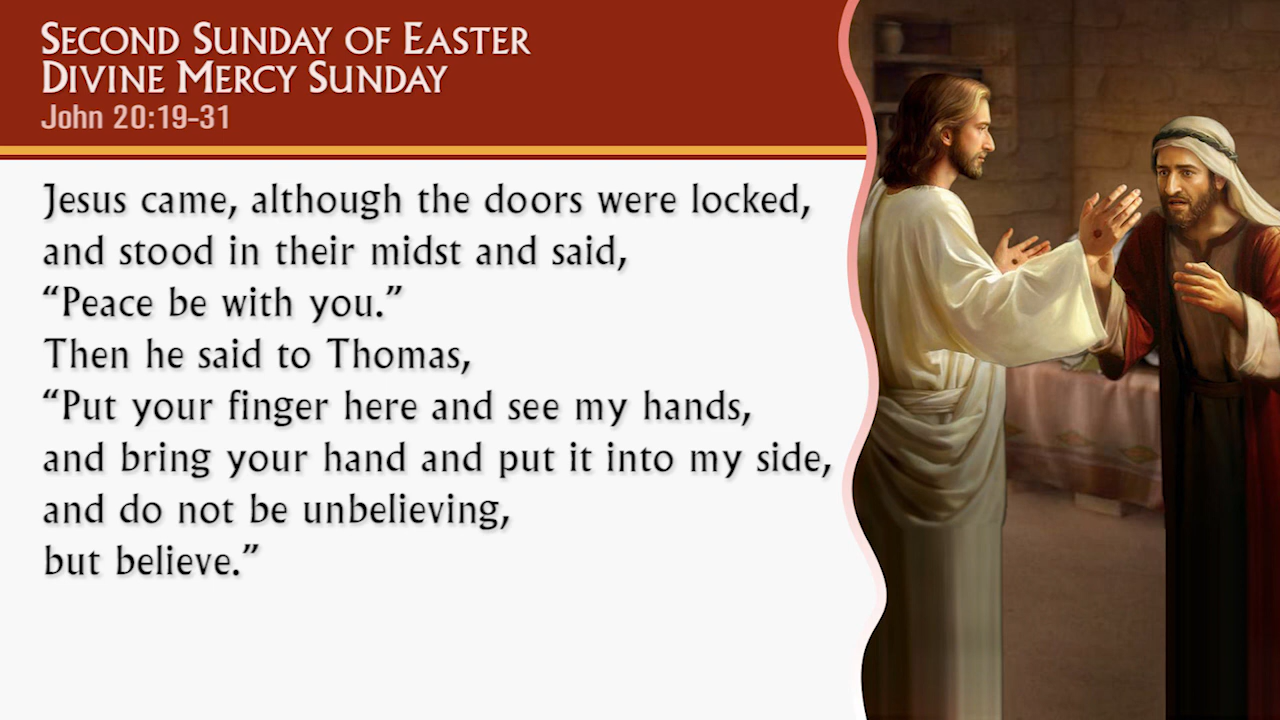 Second Sunday of Easter
Divine Mercy Sunday
John 20:19-31
Jesus came, although the doors were locked,
and stood in their midst and said,
“Peace be with you.”
Then he said to Thomas,
“Put your finger here and see my hands,
and bring your hand and put it into my side,
and do not be unbelieving,
but believe.”